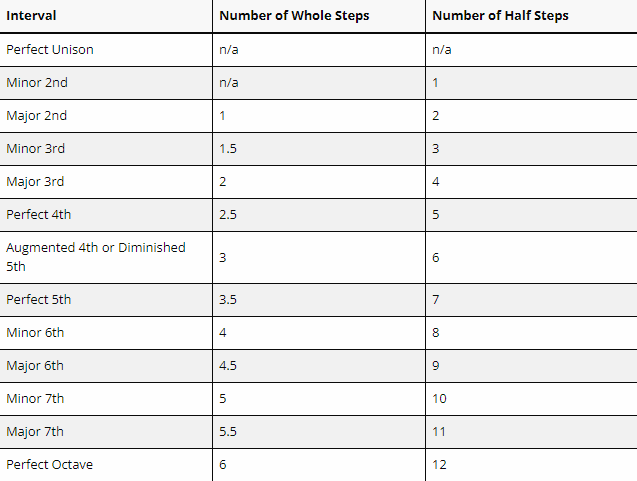 Interval Number of Whole Steps Number of Half Steps
Perfect Unison n/a n/a
Minor 2nd n/a 1
Major 2nd 1 2
Minor 3rd 1.5 3
Major 3rd 2 4
Perfect 4th 2.5 5
Augmented 4th or Diminished
5th 3 6
Perfect 5th 3.5 7
Minor 6th 4 8
Major 6th 4.5 9
Minor 7th 5 10
Major 7th 5.5 11
Perfect Octave 6 12